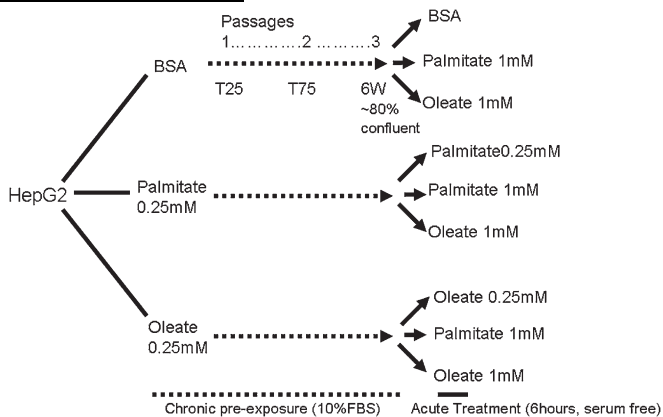 Passages
1…………. 2 ……….3
BSA
T25 T75 6W
~80%
confluent
BSA
Palmitate 1mM
Oleate 1mM
HepG2
Palmitate
0.25mM
Palmitate0.25mM
Palmitate 1mM
Oleate 1mM
Oleate
0.25mM
Oleate 0.25mM
Palmitate 1mM
Oleate 1mM
Chronic pre-exposure (10%FBS)
Acute Treatment (6hours, serum free)